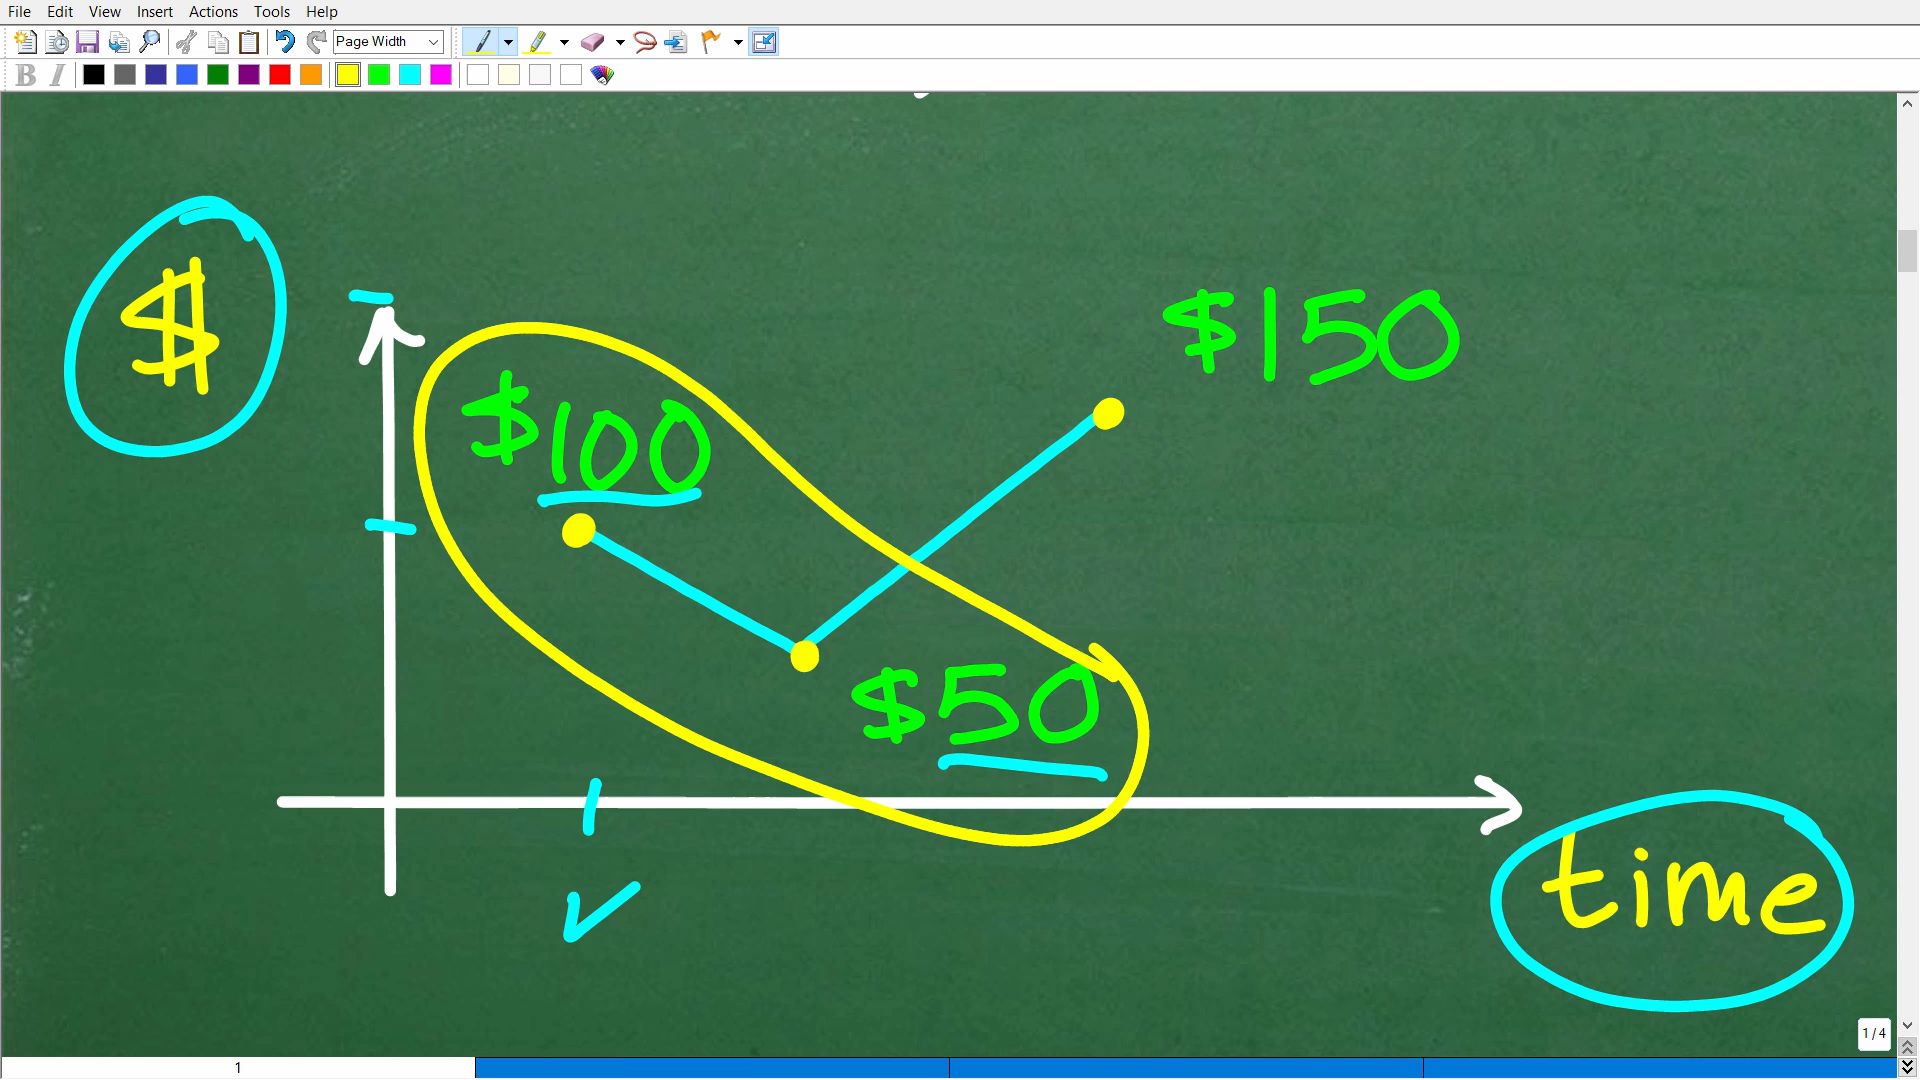 File Edit View Insert Actions Tools Help
Page Width
B I
$
$150
$100
$50
time
1 / 4
1